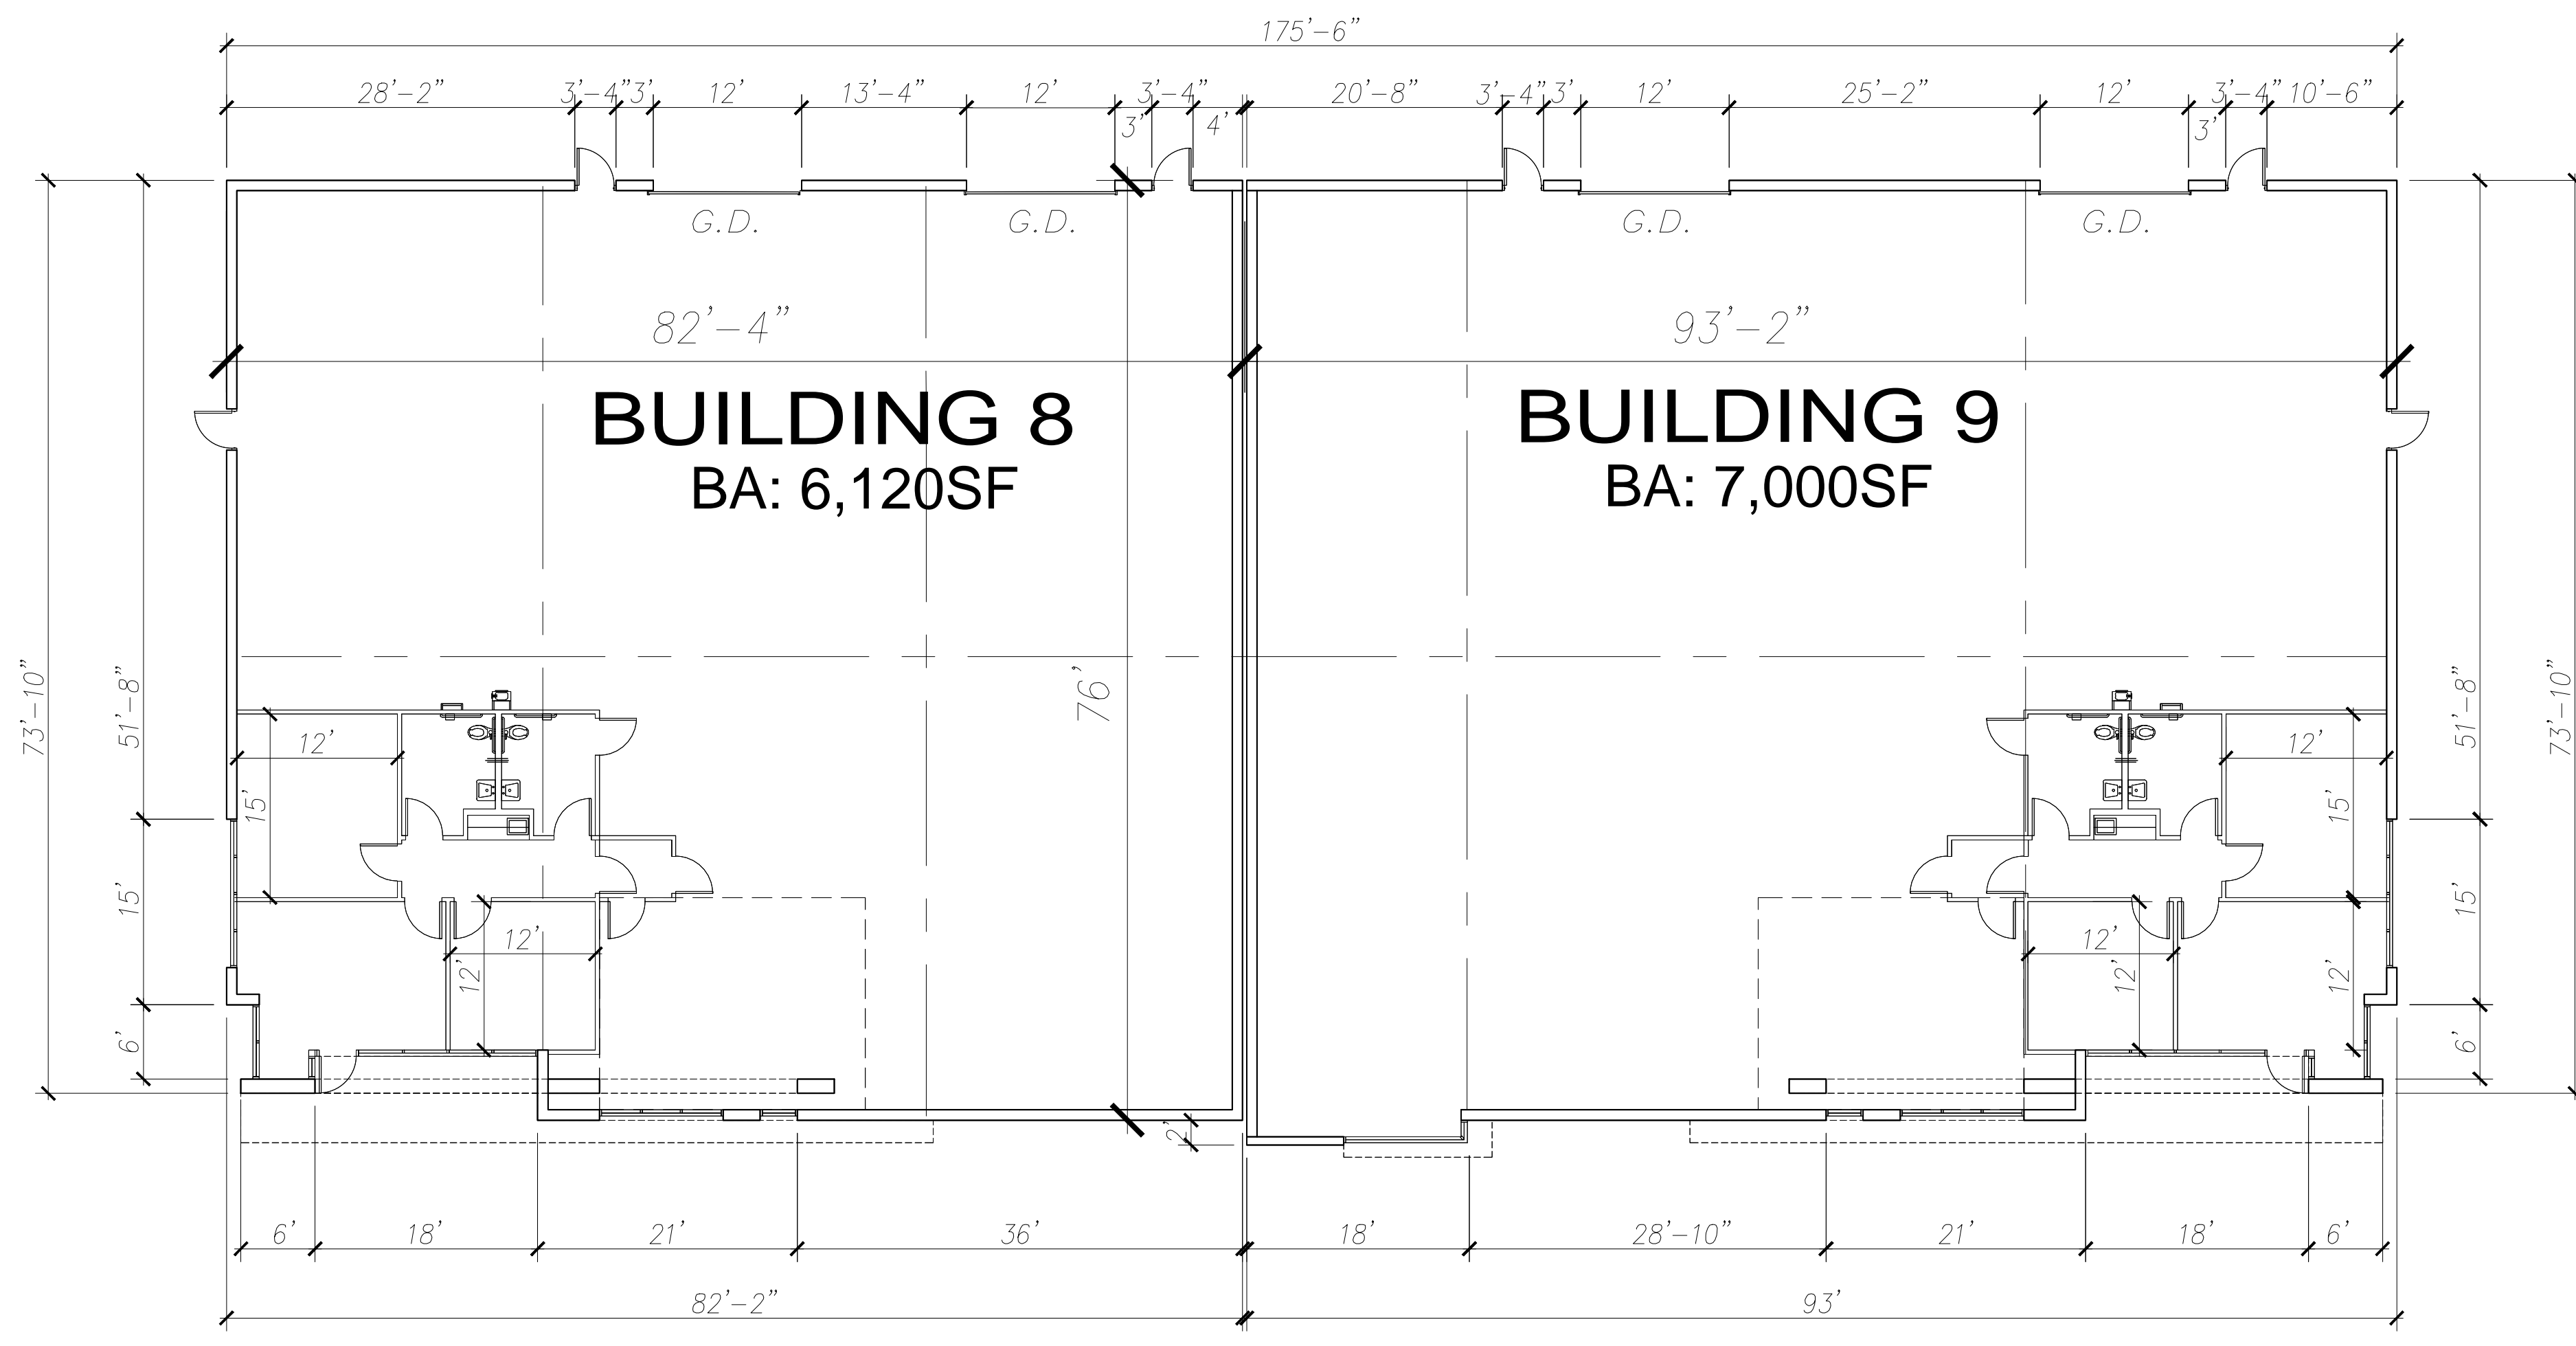 175'-6"
28'-2" 3'-4" 3' 12' 13'-4" 12' 3'-4" 20'-8" 3'-4" 3' 12' 25'-2" 12' 3'-4" 10'-6"
3' 4' 3'
G.D. G.D. G.D. G.D.
82'-4" 93'-2"
BUILDING 8
BA: 6,120SF
BUILDING 9
BA: 7,000SF
73'-10" 51'-8" 76' 51'-8" 73'-10"
12' 12'
15' 15'
15' 15'
12' 12'
12' 12' 12'
6' 6'
2'
6' 18' 21' 36' 18' 28'-10" 21' 18' 6'
82'-2" 93'